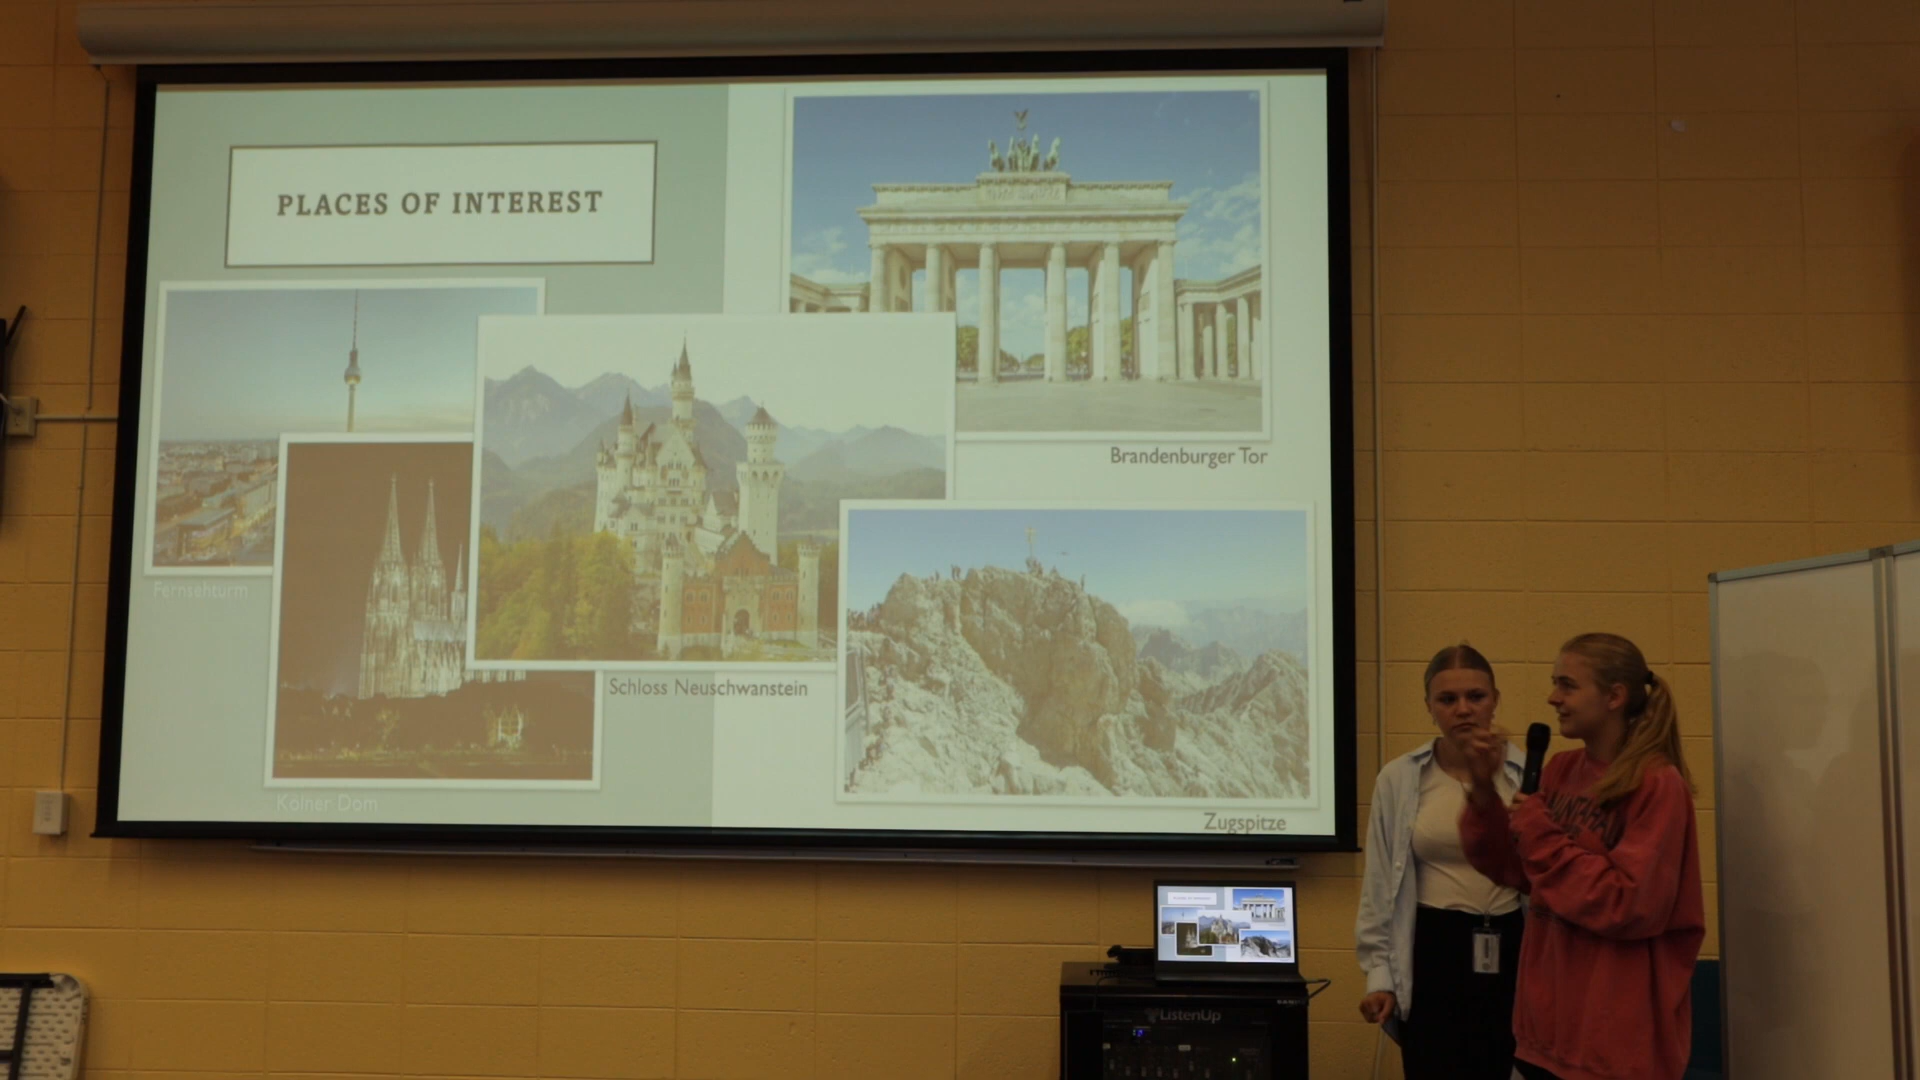 PLACES OF INTEREST
Brandenburger Tor
Fernsehturm
Schloss Neuschwanstein
Kölner Dom
Zugspitze
ListenUp